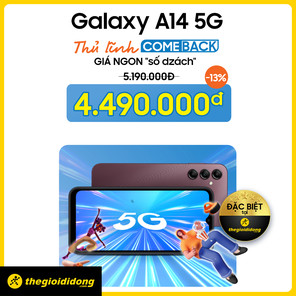 Galaxy A14 5G
Thủ lĩnh COMEBACK
GIÁ NGON "số dzách"
5.190.000Đ
-13%
4.490.000đ
5G
ĐẶC BIỆT
tại
thegioididong
thegioididong